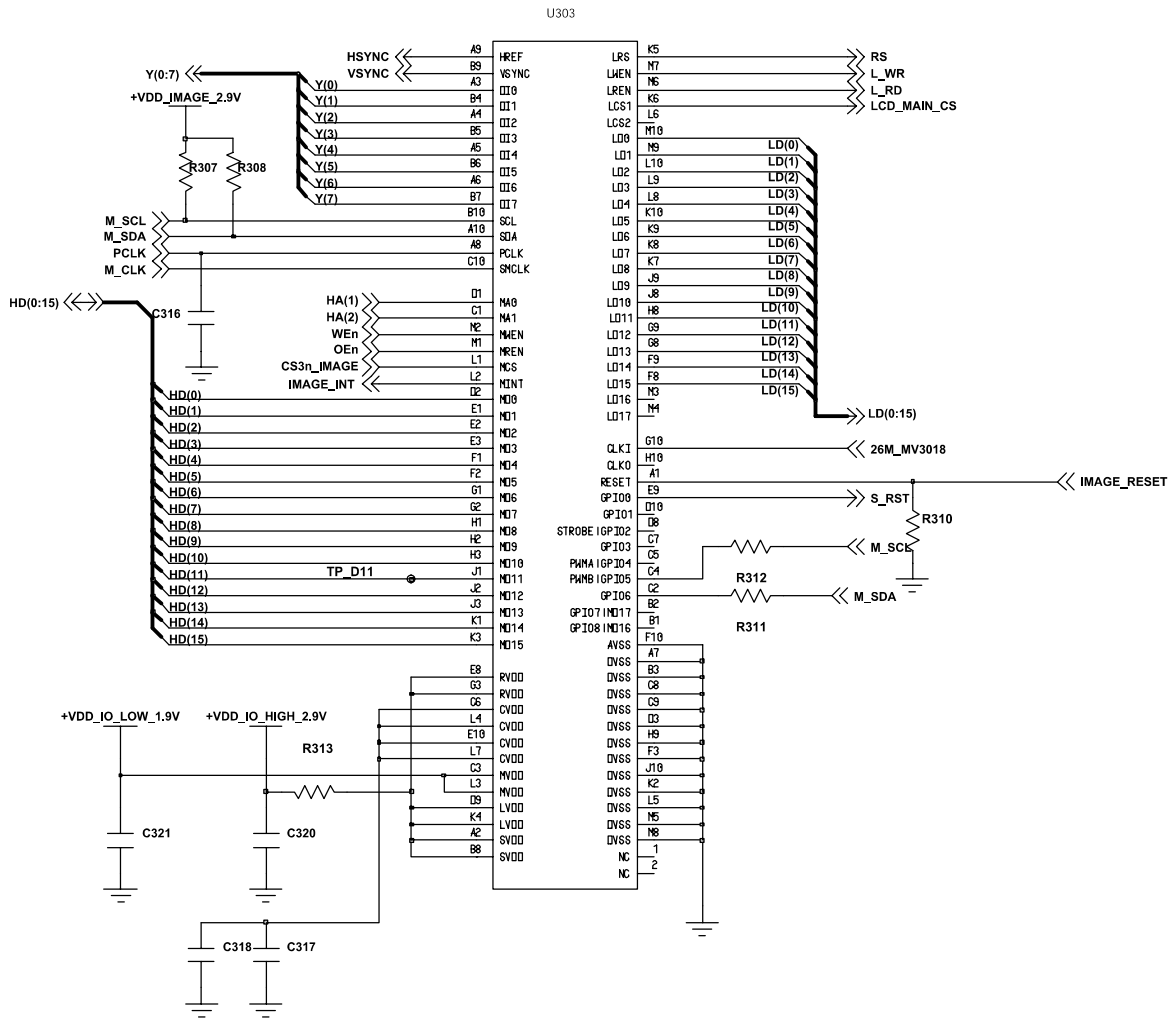 U303
HSYNC A9 HREF LRS K5 RS
VSYNC B9 VSYNC LWEN M7 L_WR
Y(0:7) Y(0) A3 DI0 LREN M6 L_RD
+VDD_IMAGE_2.9V Y(1) B4 DI1 LCS1 K6 LCD_MAIN_CS
Y(2) A4 DI2 LCS2 L6
Y(3) B5 DI3 LD0 M10 LD(0)
Y(4) A5 DI4 LD1 M9 LD(1)
R307 R308 Y(5) B6 DI5 LD2 L10 LD(2)
Y(6) A6 DI6 LD3 L9 LD(3)
Y(7) B7 DI7 LD4 L8 LD(4)
M_SCL B10 SCL LD5 K10 LD(5)
M_SDA A10 SDA LD6 K9 LD(6)
PCLK A8 PCLK LD7 K8 LD(7)
M_CLK C10 SMCLK LD8 K7 LD(8)
LD9 J9 LD(9)
HD(0:15) HA(1) D1 MA0 LD10 J8 LD(10)
C316 HA(2) C1 MA1 LD11 H8 LD(11)
WEn M2 MWEN LD12 G9 LD(12)
OEn M1 MREN LD13 G8 LD(13)
CS3n_IMAGE L1 MCS LD14 F9 LD(14)
IMAGE_INT L2 MINT LD15 F8 LD(15)
HD(0) D2 MD0 LD16 M3
HD(1) E1 MD1 LD17 M4 LD(0:15)
HD(2) E2 MD2
HD(3) E3 MD3 CLKI G10 26M_MV3018
HD(4) F1 MD4 CLKO H10
HD(5) F2 MD5 RESET A1 IMAGE_RESET
HD(6) G1 MD6 GPIO0 E9 S_RST
HD(7) G2 MD7 GPIO1 D10 R310
HD(8) H1 MD8 STROBE|GPIO2 D8
HD(9) H2 MD9 GPIO3 C7 M_SCL
HD(10) H3 MD10 PWMA|GPIO4 C5
HD(11) TP_D11 J1 MD11 PWMB|GPIO5 C4 R312
HD(12) J2 MD12 GPIO6 C2 M_SDA
HD(13) J3 MD13 GPIO7|MD17 B2
HD(14) K1 MD14 GPIO8|MD16 B1 R311
HD(15) K3 MD15 AVSS F10
DVSS A7
E8 RVDD DVSS B3
G3 RVDD DVSS C8
C6 CVDD DVSS C9
+VDD_IO_LOW_1.9V +VDD_IO_HIGH_2.9V L4 CVDD DVSS D3
E10 CVDD DVSS H9
R313 L7 CVDD DVSS F3
C3 MVDD DVSS J10
L3 MVDD DVSS K2
D9 LVDD DVSS L5
K4 LVDD DVSS M5
C321 C320 A2 SVDD DVSS M8
B8 SVDD NC 1
NC 2
C318 C317